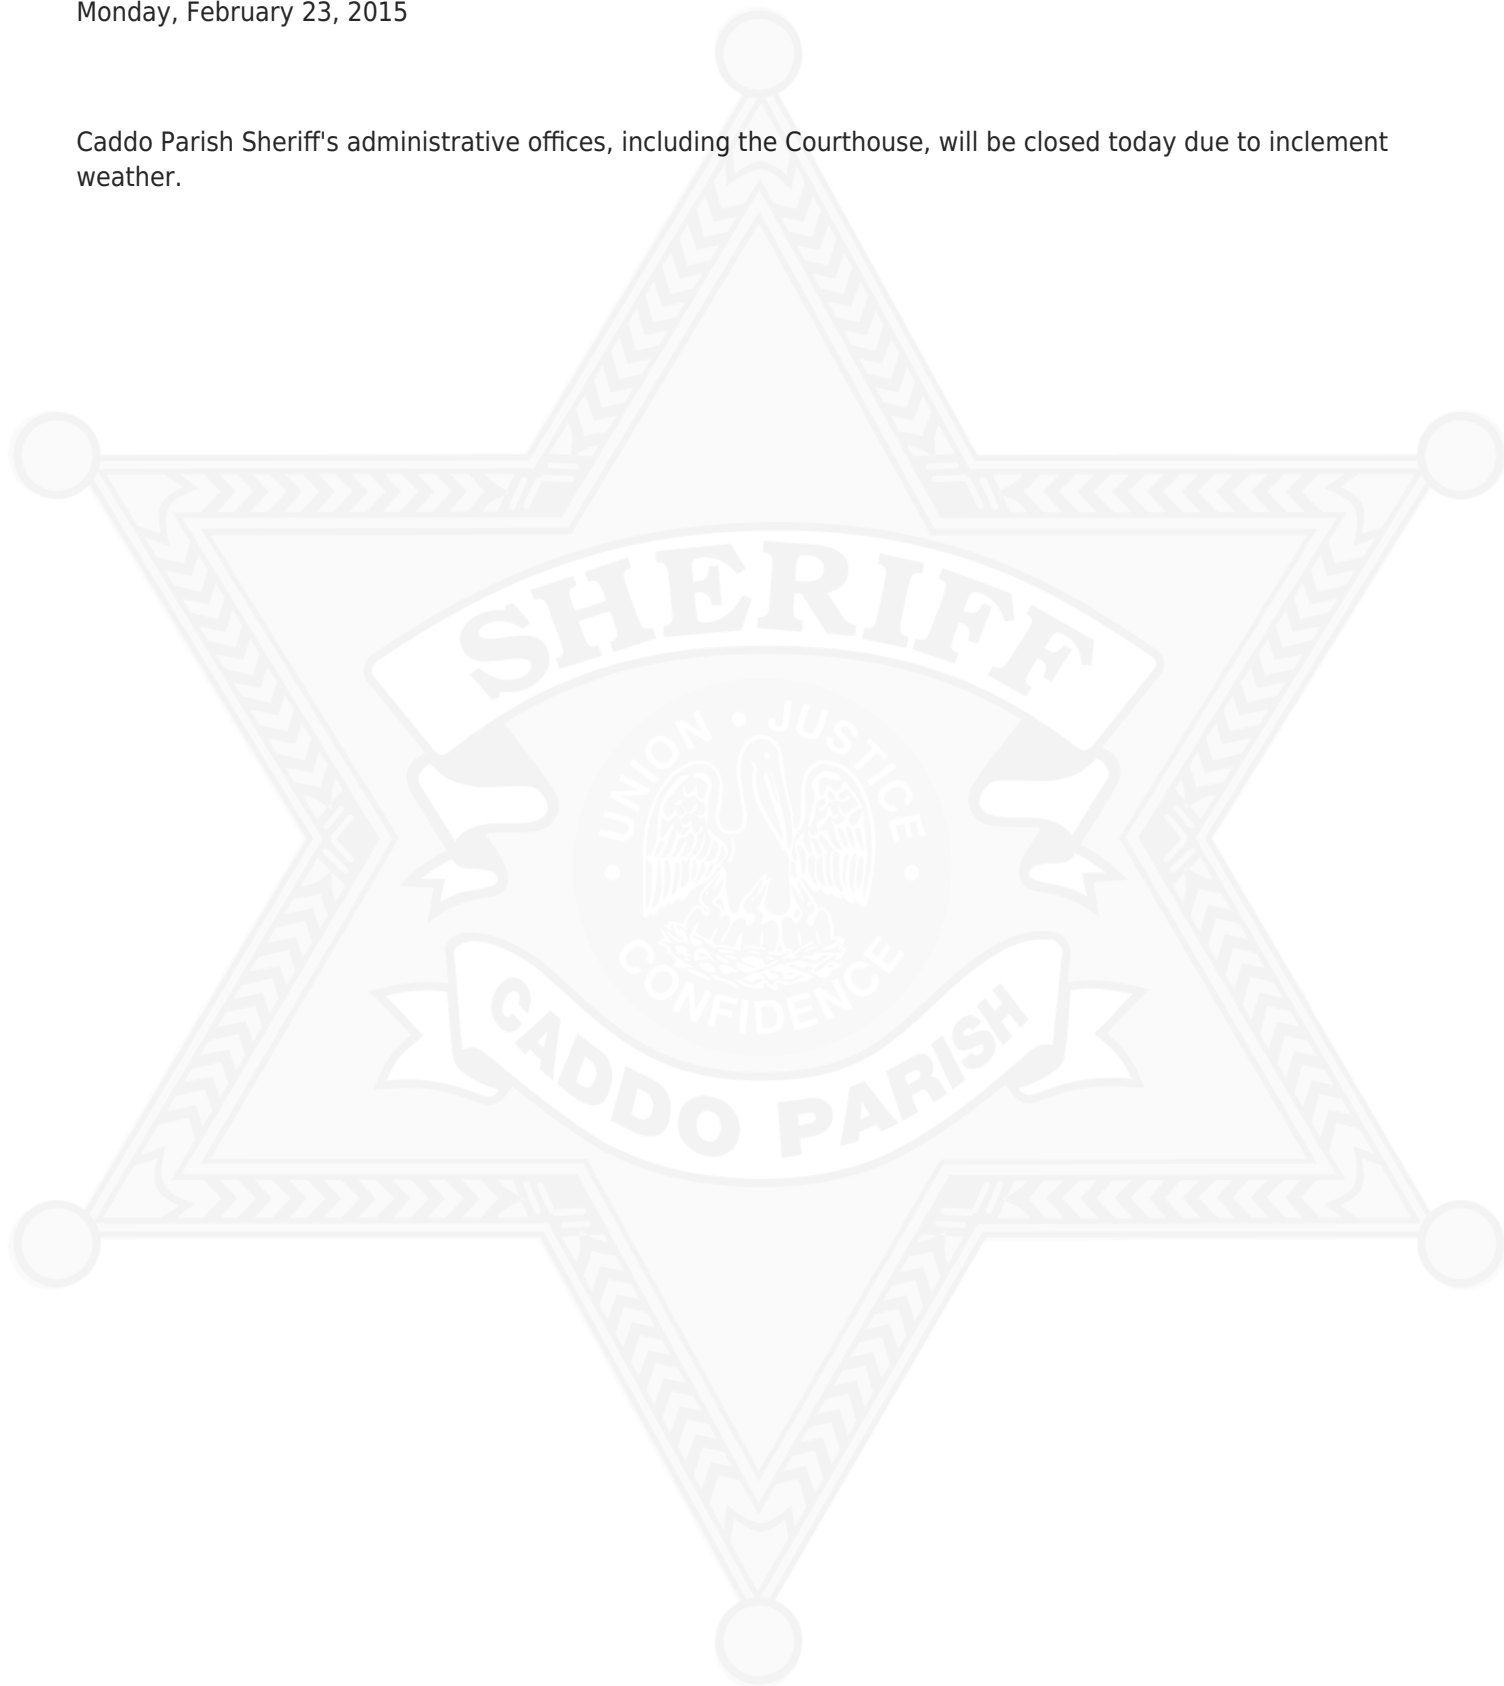 Monday, February 23, 2015
Caddo Parish Sheriff's administrative offices, including the Courthouse, will be closed today due to inclement
weather.
SHERIFF
UNION • JUSTICE
• CONFIDENCE •
CADDO PARISH